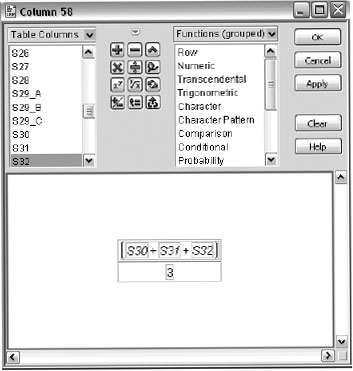 Column 58
Table Columns
S26
S27
S28
S29_A
S29_B
S29_C
S30
S31
S32
Functions (grouped)
Row
Numeric
Transcendental
Trigonometric
Character
Character Pattern
Comparison
Conditional
Probability
OK
Cancel
Apply
Clear
Help
(S30 + S31 + S32)
3